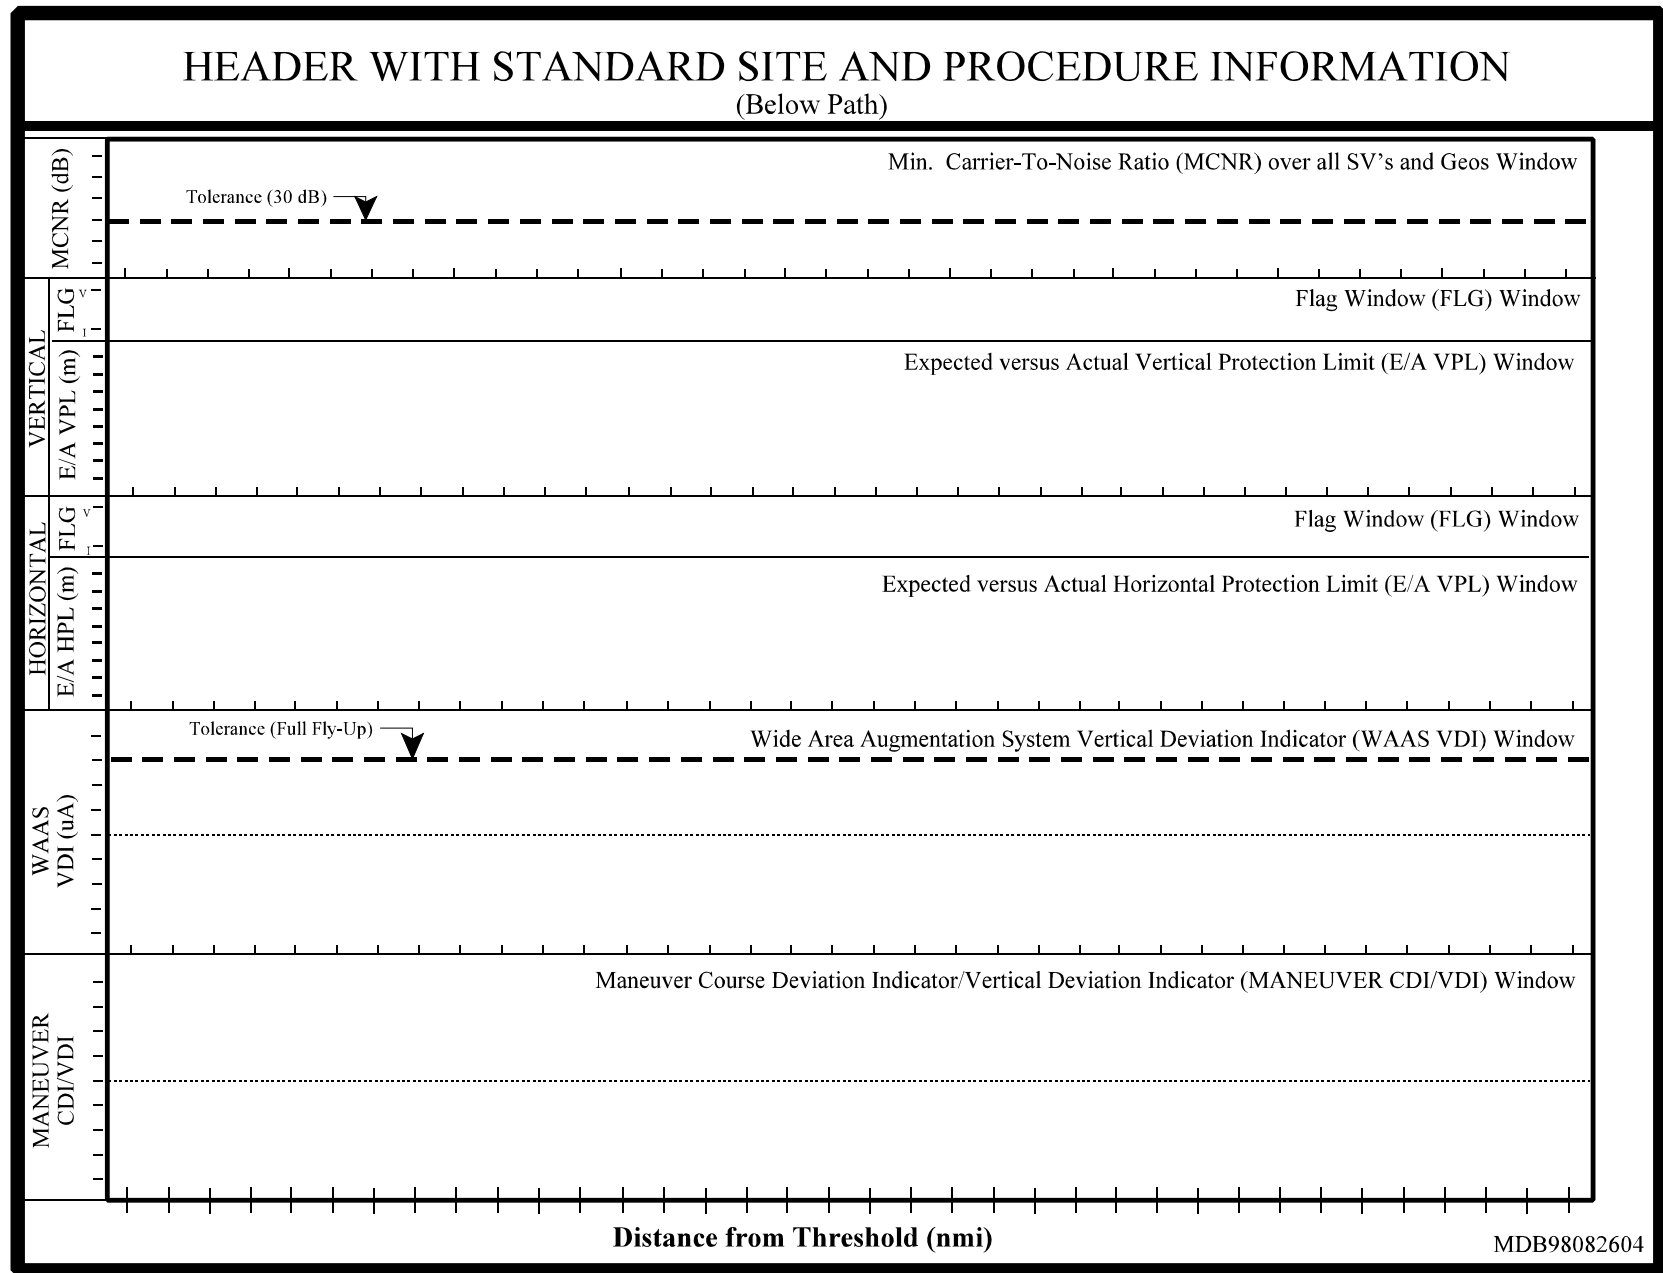 HEADER WITH STANDARD SITE AND PROCEDURE INFORMATION
(Below Path)
MCNR (dB)
Min. Carrier-To-Noise Ratio (MCNR) over all SV's and Geos Window
Tolerance (30 dB)
VERTICAL
FLG
V
I
Flag Window (FLG) Window
E/A VPL (m)
Expected versus Actual Vertical Protection Limit (E/A VPL) Window
HORIZONTAL
FLG
V
I
Flag Window (FLG) Window
E/A HPL (m)
Expected versus Actual Horizontal Protection Limit (E/A VPL) Window
WAAS
VDI (uA)
Tolerance (Full Fly-Up)
Wide Area Augmentation System Vertical Deviation Indicator (WAAS VDI) Window
MANEUVER
CDI/VDI
Maneuver Course Deviation Indicator/Vertical Deviation Indicator (MANEUVER CDI/VDI) Window
Distance from Threshold (nmi)
MDB98082604